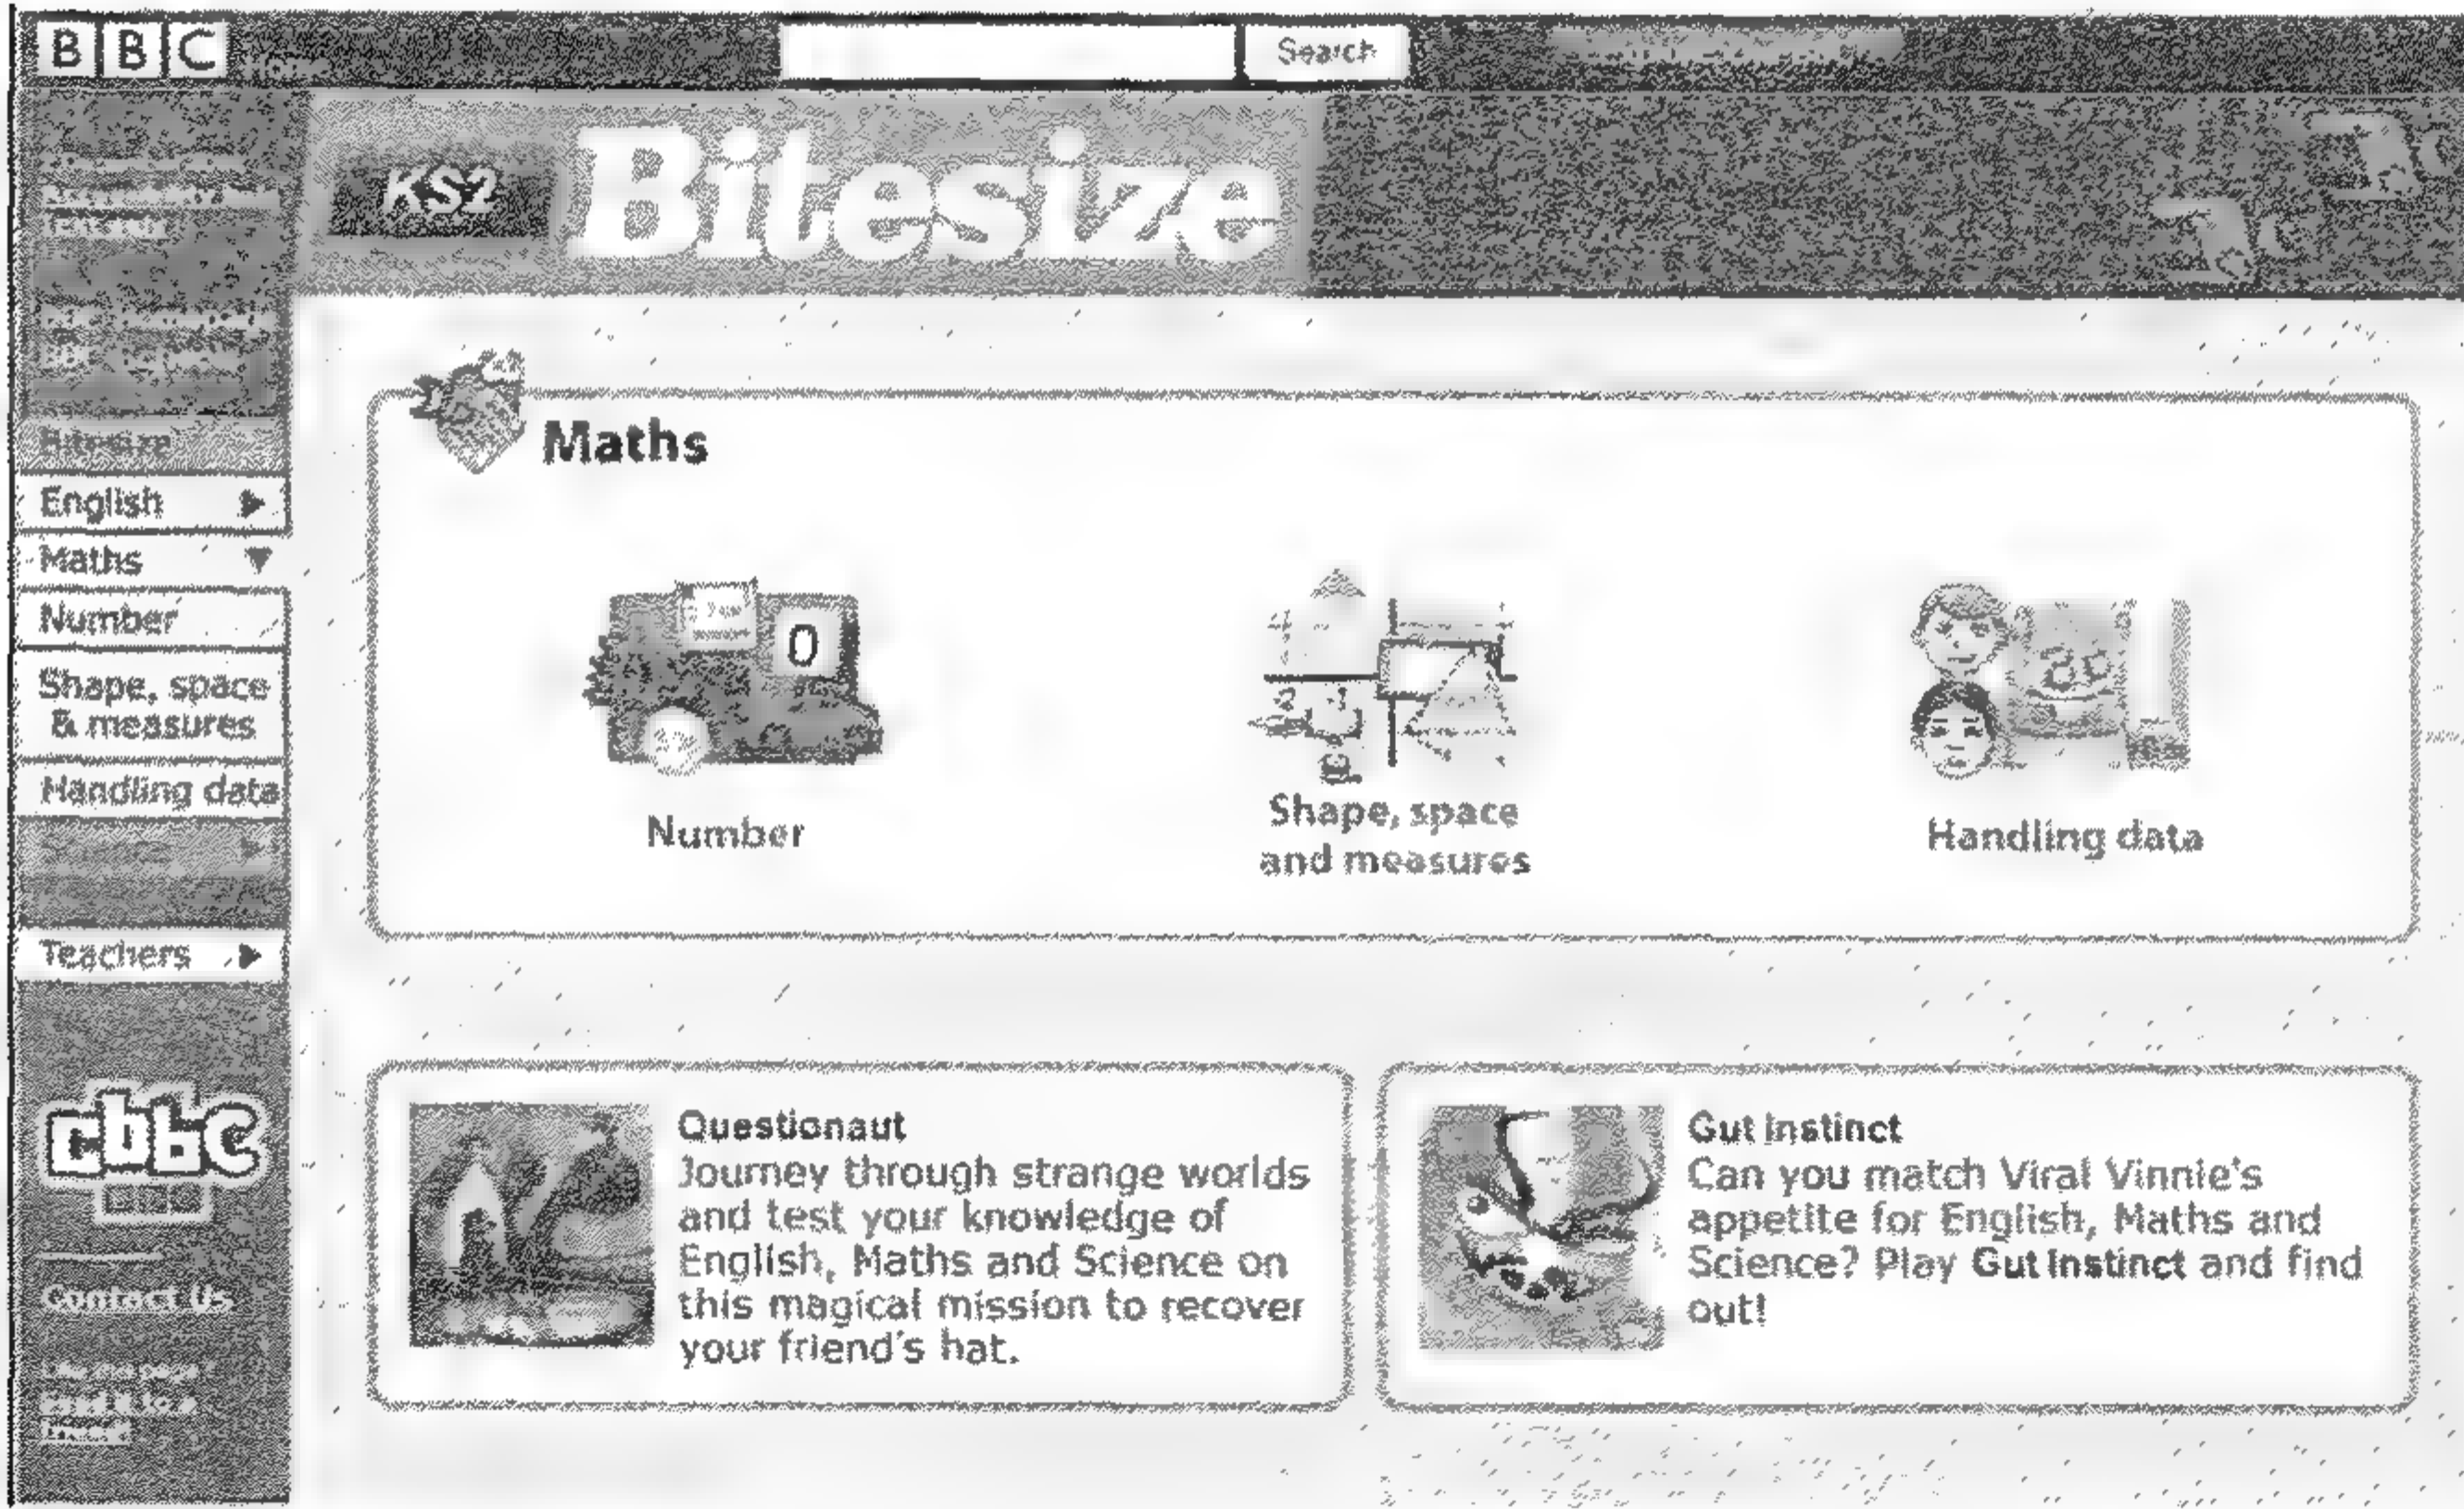 BBC
Search
KS2 Bitesize
Bitesize
English
Maths
Number
Shape, space
& measures
Handling data
Teachers
cbbc
Contact Us
Maths
0
Number
Shape, space
and measures
Handling data
Questionaut
Journey through strange worlds
and test your knowledge of
English, Maths and Science on
this magical mission to recover
your friend's hat.
Gut Instinct
Can you match Viral Vinnie's
appetite for English, Maths and
Science? Play Gut Instinct and find
out!